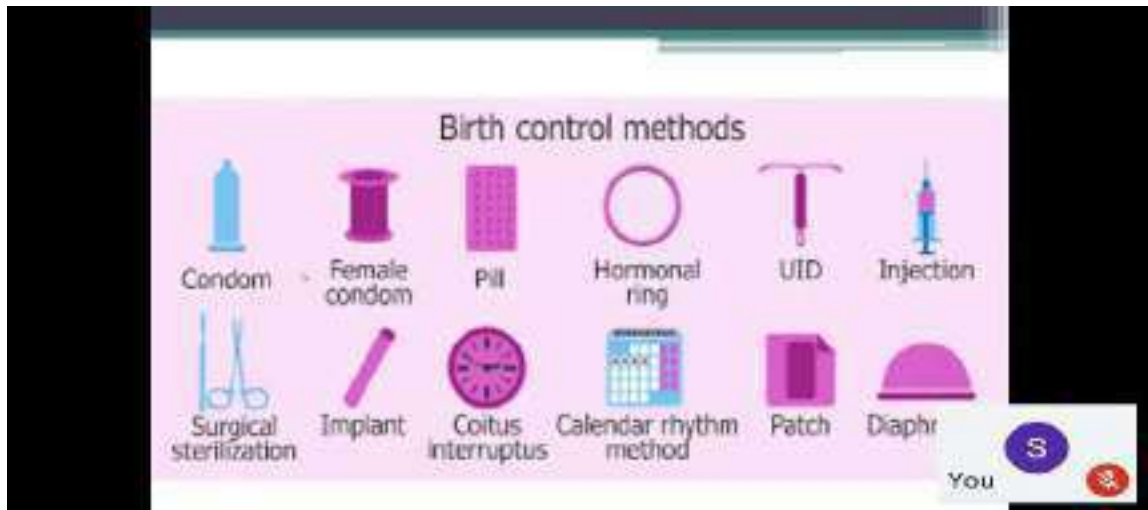 Birth control methods
Condom
Female
condom
Pill
Hormonal
ring
UID
Injection
Surgical
sterilization
Implant
Coitus
interruptus
Calendar rhythm
method
Patch
S
You